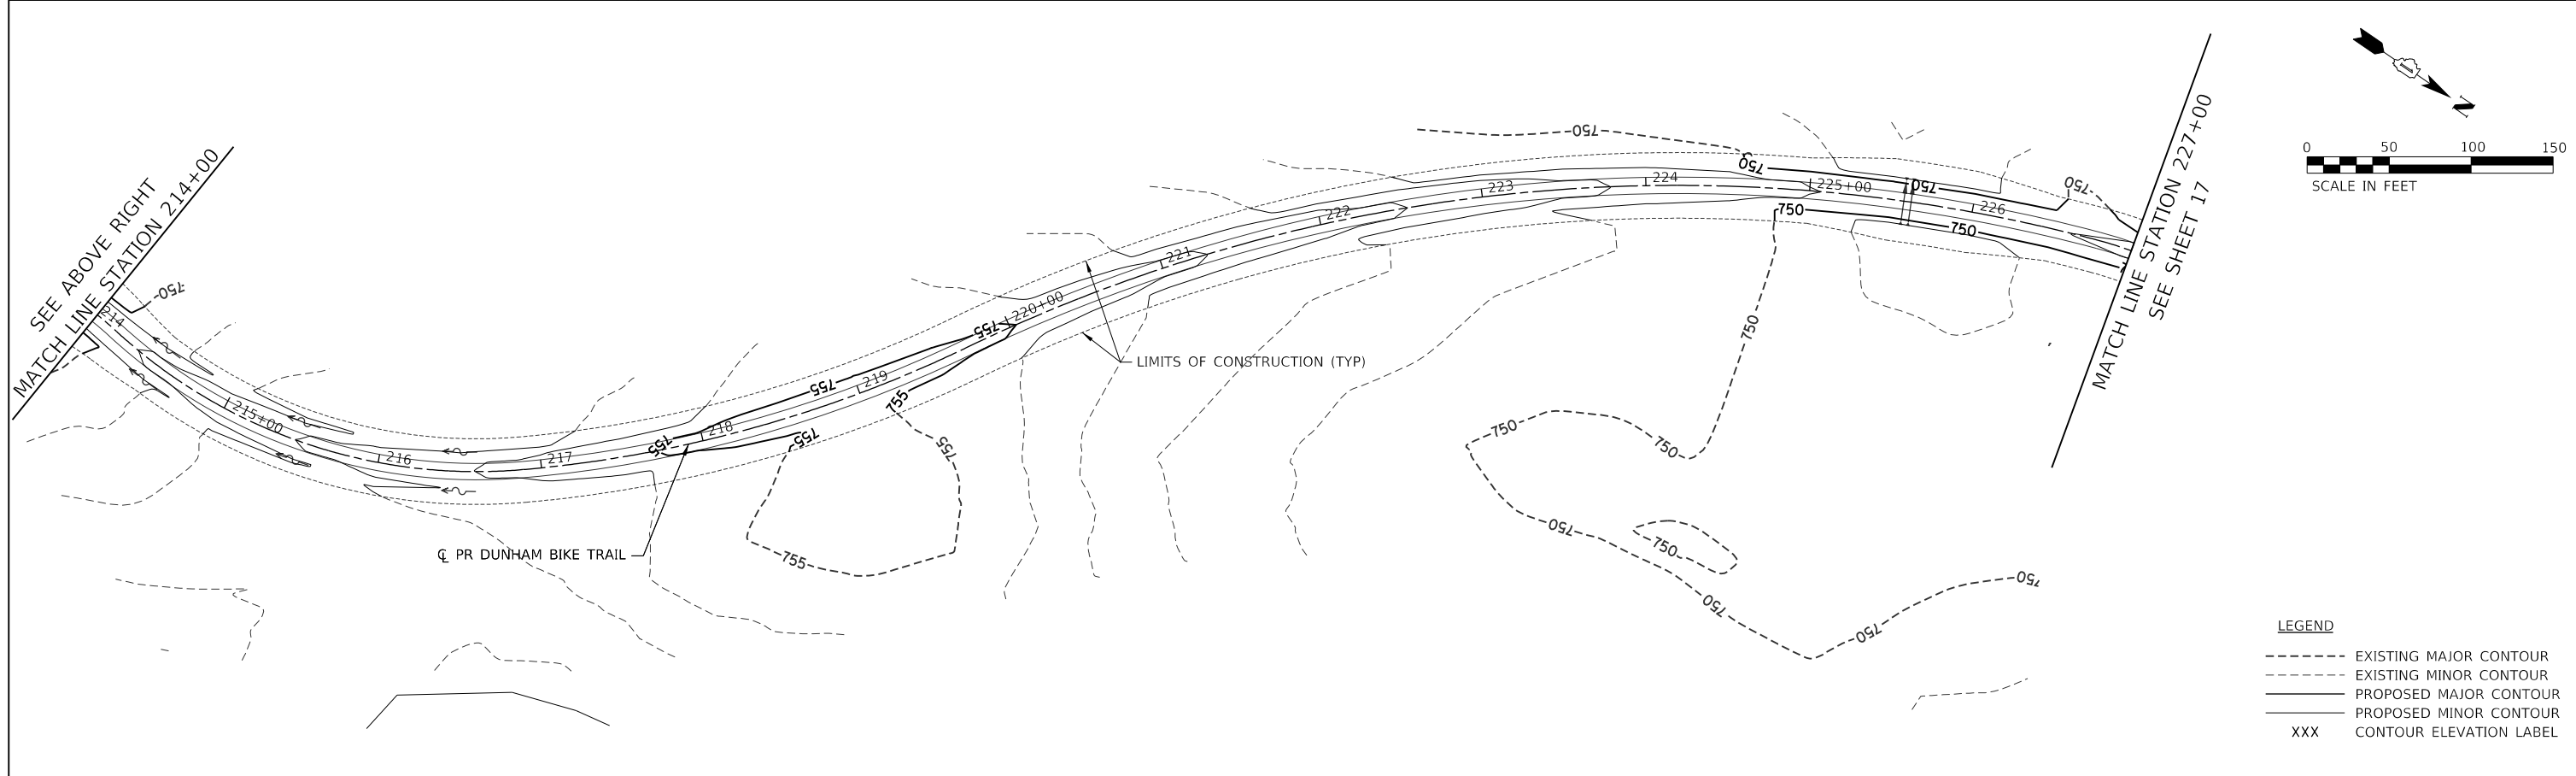 SEE ABOVE RIGHT
MATCH LINE STATION 214+00
750
214
215+00
216
217
218
219
220+00
221
222
223
224
225+00
226
755
755
755
755
755
755
755
750
750
750
750
750
750
750
750
750
750
750
750
750
750
LIMITS OF CONSTRUCTION (TYP)
℄ PR DUNHAM BIKE TRAIL
MATCH LINE STATION 227+00
SEE SHEET 17
N
0 50 100 150
SCALE IN FEET
LEGEND
EXISTING MAJOR CONTOUR
EXISTING MINOR CONTOUR
PROPOSED MAJOR CONTOUR
PROPOSED MINOR CONTOUR
XXX CONTOUR ELEVATION LABEL